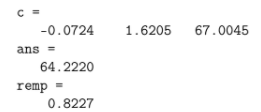 c =
-0.0724 1.6205 67.0045
ans =
64.2220
remp =
0.8227